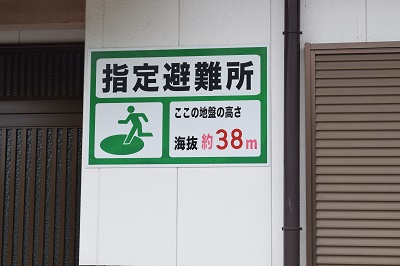 指定避難所
ここの地盤の高さ
海抜 約38m